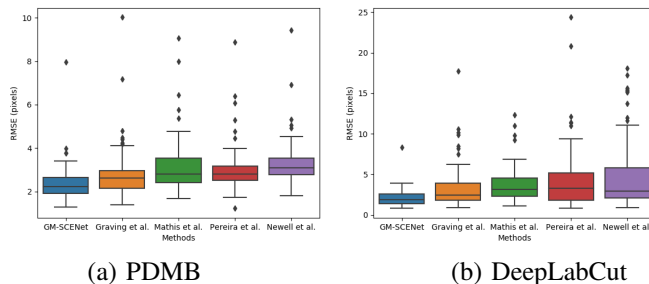 10
8
6
4
2
RMSE (pixels)
GM-SCENet Graving et al. Mathis et al. Pereira et al. Newell et al.
Methods
(a) PDMB
25
20
15
10
5
0
RMSE (pixels)
GM-SCENet Graving et al. Mathis et al. Pereira et al. Newell et al.
Methods
(b) DeepLabCut